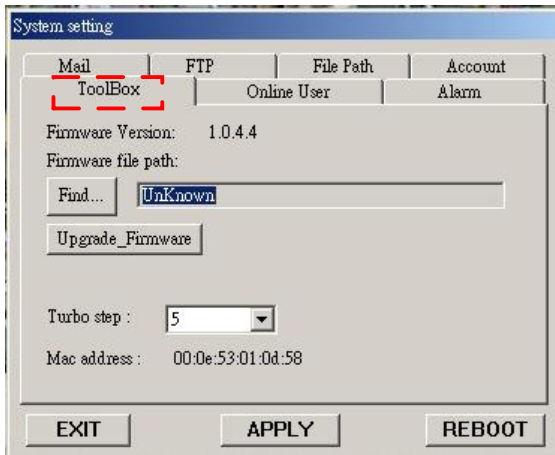 System setting
Mail FTP File Path Account
ToolBox Online User Alarm
Firmware Version: 1.0.4.4
Firmware file path:
Find... UnKnown
Upgrade_Firmware
Turbo step : 5
Mac address : 00:0e:53:01:0d:58
EXIT APPLY REBOOT